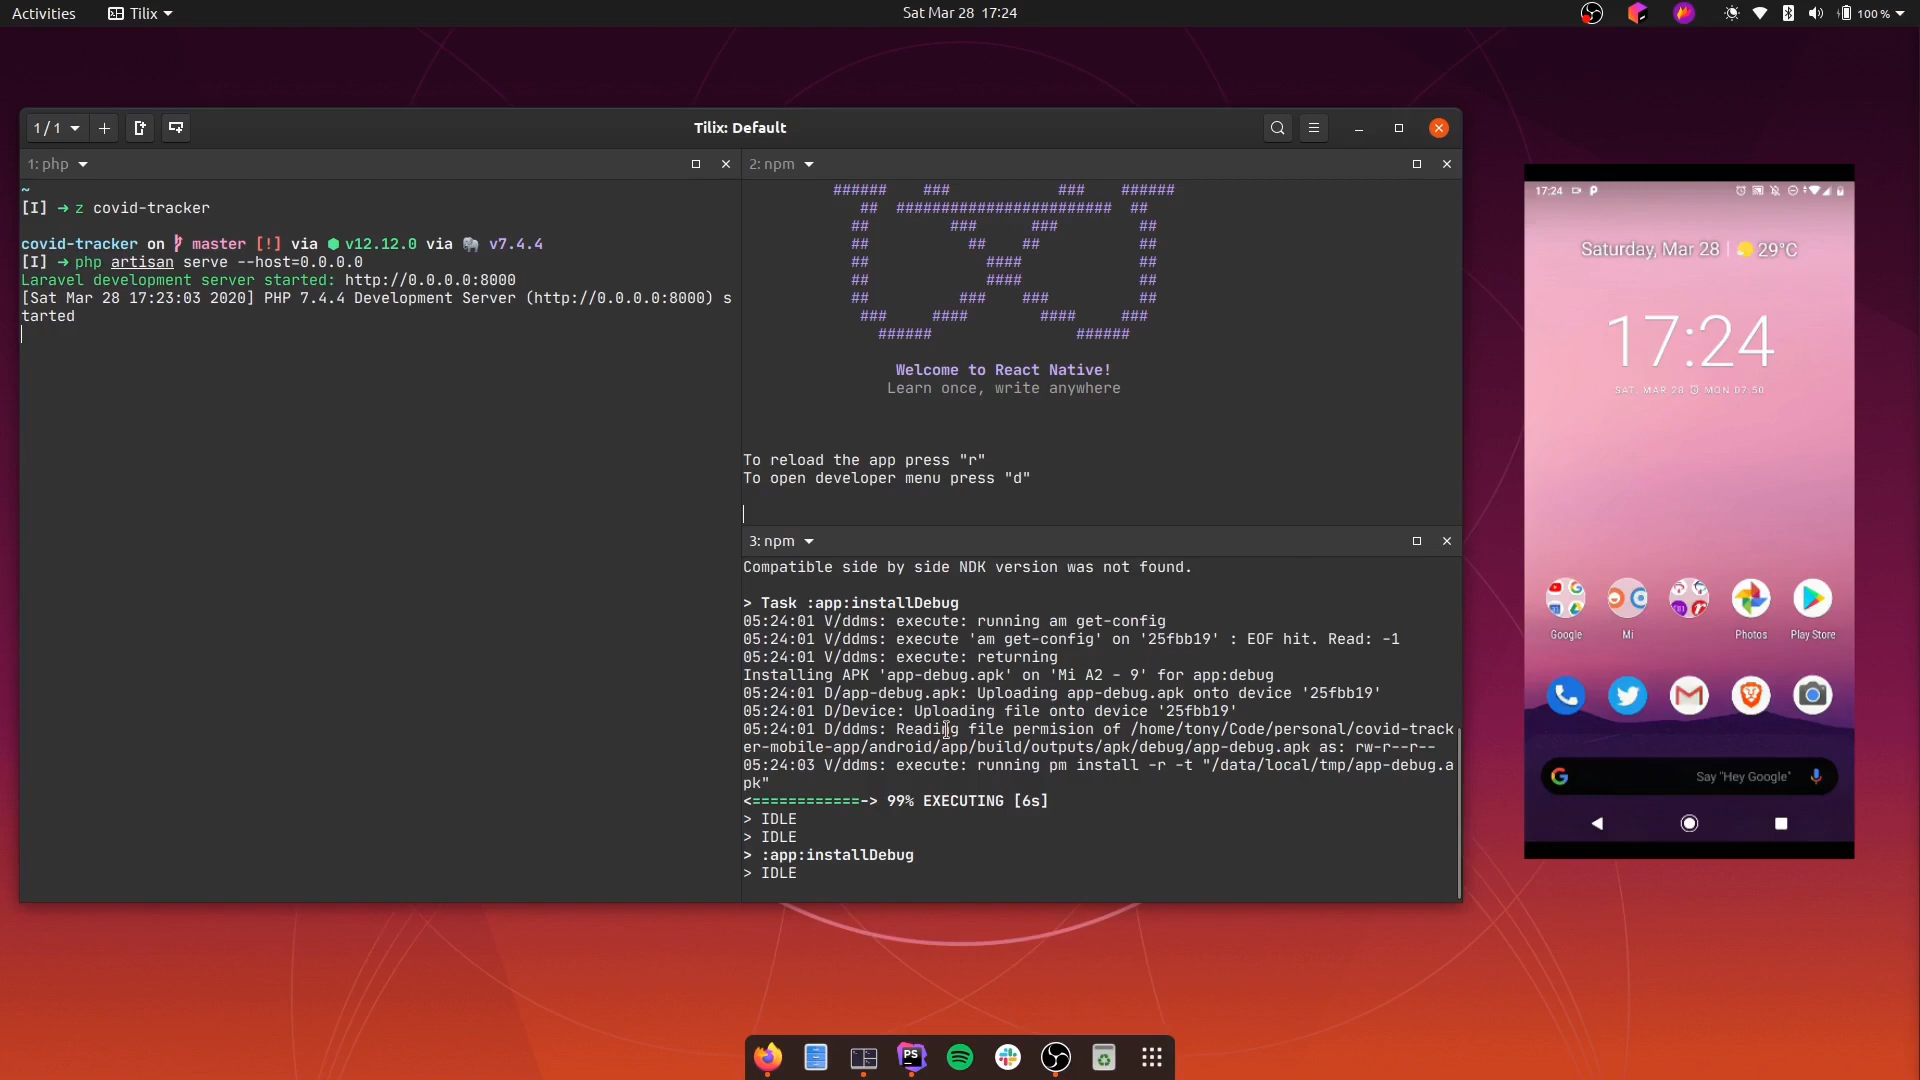 Activities
Tilix
Sat Mar 28 17:24
100 %
1 / 1
Tilix: Default
1: php
~
[I] ➜ z covid-tracker
covid-tracker on master [!] via ⬢ v12.12.0 via 🐘 v7.4.4
[I] ➜ php artisan serve --host=0.0.0.0
Laravel development server started: http://0.0.0.0:8000
[Sat Mar 28 17:23:03 2020] PHP 7.4.4 Development Server (http://0.0.0.0:8000) s
tarted
2: npm
###### ### ### ######
## ######################## ##
## ### ### ##
## ## ## ##
## #### ##
## #### ##
## ### ### ##
### #### #### ###
###### ######
Welcome to React Native!
Learn once, write anywhere
To reload the app press "r"
To open developer menu press "d"
3: npm
Compatible side by side NDK version was not found.
> Task :app:installDebug
05:24:01 V/ddms: execute: running am get-config
05:24:01 V/ddms: execute 'am get-config' on '25fbb19' : EOF hit. Read: -1
05:24:01 V/ddms: execute: returning
Installing APK 'app-debug.apk' on 'Mi A2 - 9' for app:debug
05:24:01 D/app-debug.apk: Uploading app-debug.apk onto device '25fbb19'
05:24:01 D/Device: Uploading file onto device '25fbb19'
05:24:01 D/ddms: Reading file permision of /home/tony/Code/personal/covid-track
er-mobile-app/android/app/build/outputs/apk/debug/app-debug.apk as: rw-r--r--
05:24:03 V/ddms: execute: running pm install -r -t "/data/local/tmp/app-debug.a
pk"
<============-> 99% EXECUTING [6s]
> IDLE
> IDLE
> :app:installDebug
> IDLE
17:24
Saturday, Mar 28 | 29°C
17:24
SAT, MAR 28 MON 07:50
Google
Mi
Photos
Play Store
G
Say "Hey Google"
PS